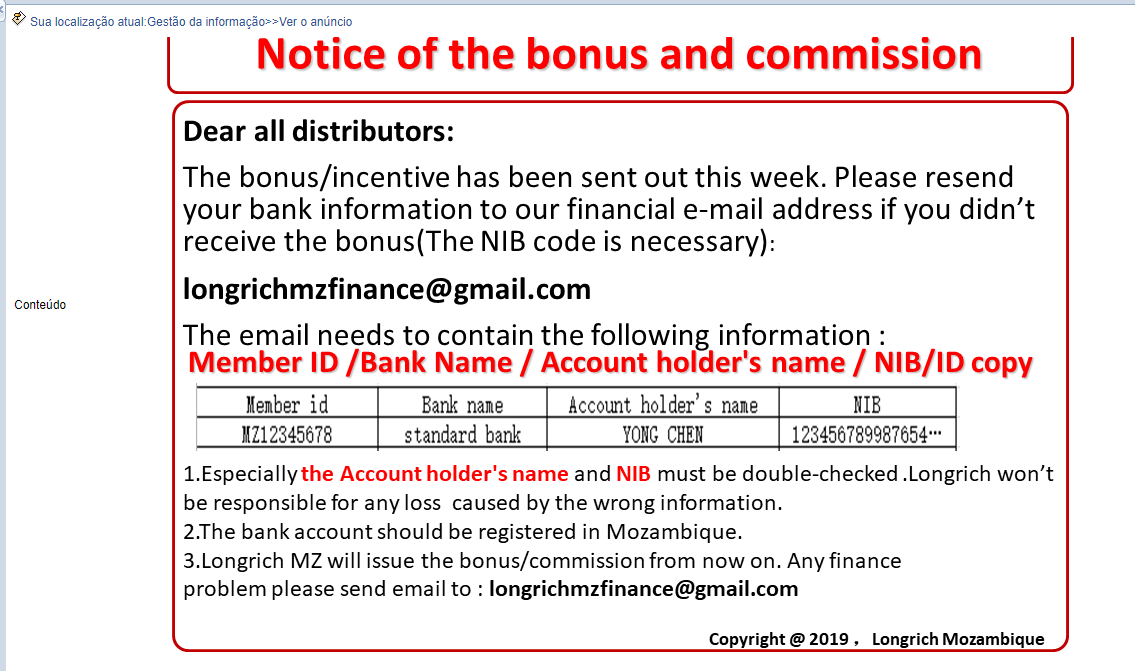 Sua localização atual:Gestão da informação>>Ver o anúncio
Notice of the bonus and commission
Dear all distributors:
The bonus/incentive has been sent out this week. Please resend
your bank information to our financial e-mail address if you didn’t
receive the bonus(The NIB code is necessary):
longrichmzfinance@gmail.com
Conteúdo
The email needs to contain the following information :
Member ID /Bank Name / Account holder's name / NIB/ID copy
Member id Bank name Account holder's name NIB
MZ12345678 standard bank YONG CHEN 123456789987654…
1.Especially the Account holder's name and NIB must be double-checked .Longrich won’t
be responsible for any loss caused by the wrong information.
2.The bank account should be registered in Mozambique.
3.Longrich MZ will issue the bonus/commission from now on. Any finance
problem please send email to : longrichmzfinance@gmail.com
Copyright @ 2019 ， Longrich Mozambique